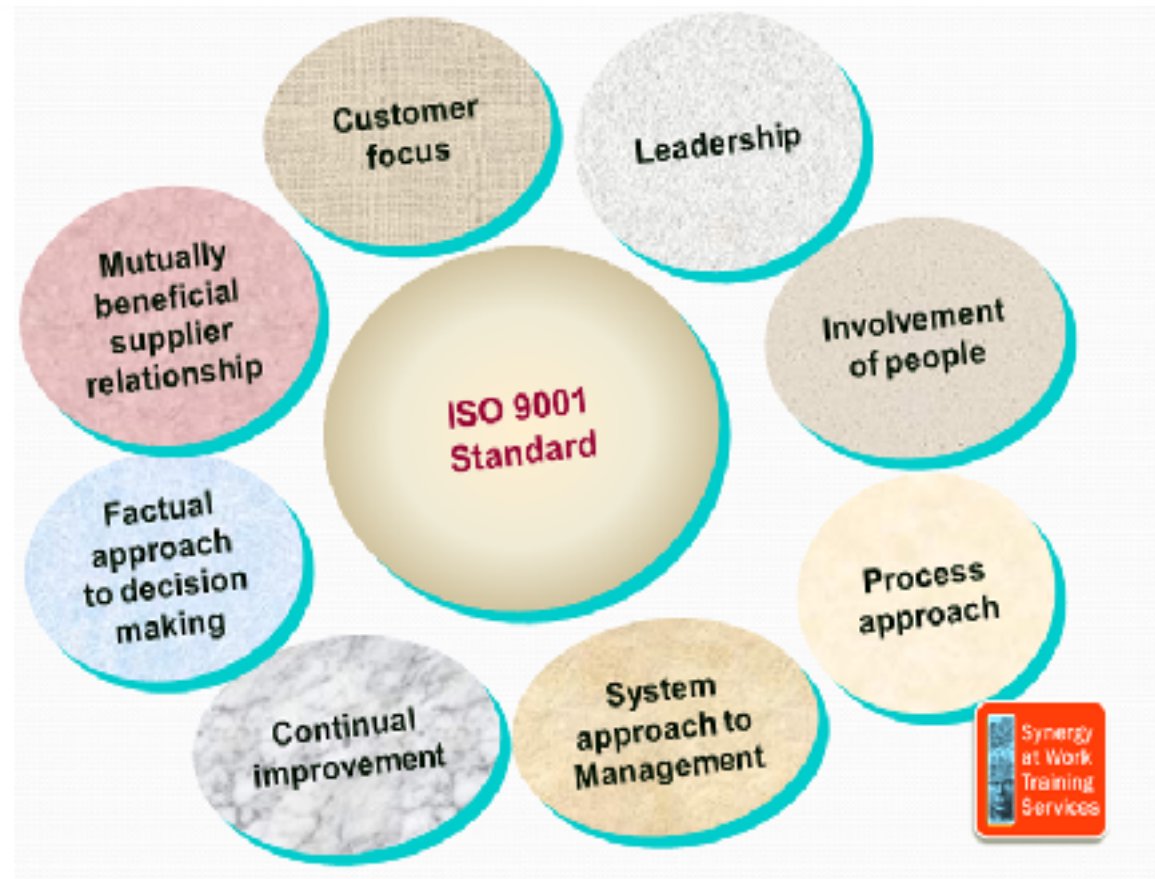 Customer
focus
Leadership
Involvement
of people
Process
approach
System
approach to
Management
Continual
improvement
Factual
approach
to decision
making
Mutually
beneficial
supplier
relationship
ISO 9001
Standard
Synergy
at Work
Training
Services